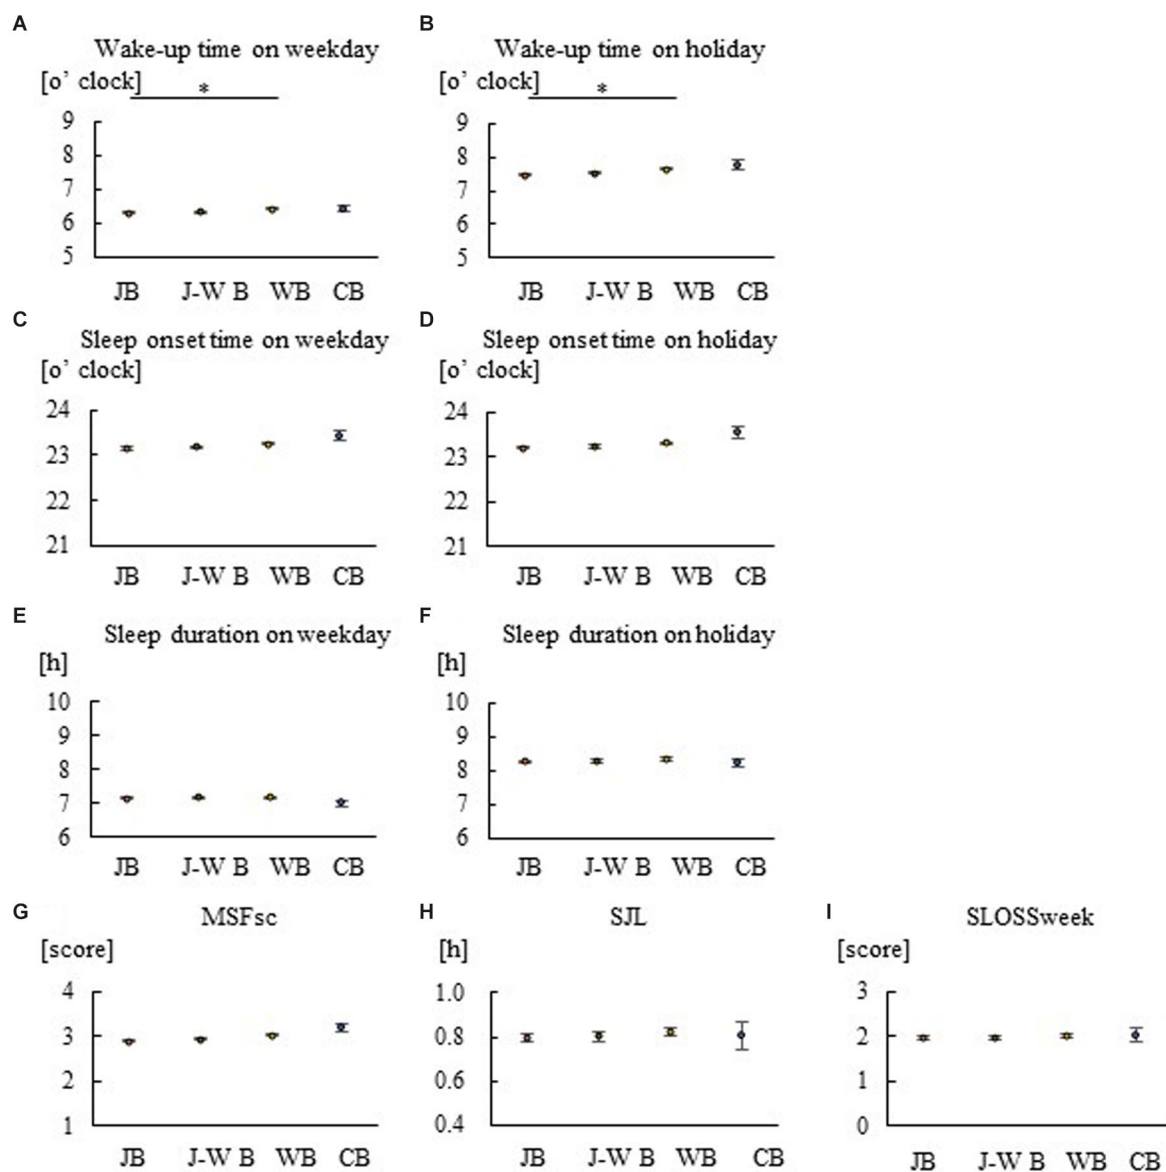 A
Wake-up time on weekday
[o' clock]
*
9
8
7
6
5
JB J-W B WB CB
B
Wake-up time on holiday
[o' clock]
*
9
8
7
6
5
JB J-W B WB CB
C
Sleep onset time on weekday
[o' clock]
24
23
22
21
JB J-W B WB CB
D
Sleep onset time on holiday
[o' clock]
24
23
22
21
JB J-W B WB CB
E
Sleep duration on weekday
[h]
10
9
8
7
6
JB J-W B WB CB
F
Sleep duration on holiday
[h]
10
9
8
7
6
JB J-W B WB CB
G
MSFsc
[score]
4
3
2
1
JB J-W B WB CB
H
SJL
[h]
1.0
0.8
0.6
0.4
JB J-W B WB CB
I
SLOSSweek
[score]
3
2
1
0
JB J-W B WB CB